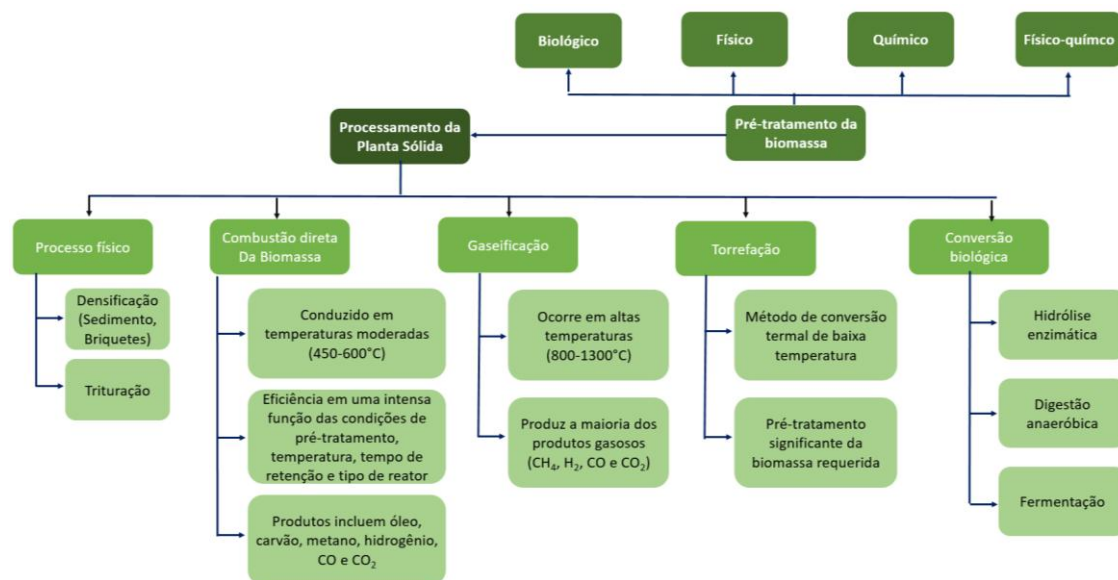 Biológico
Físico
Químico
Físico-químco
Processamento da
Planta Sólida
Pré-tratamento da
biomassa
Processo físico
Combustão direta
Da Biomassa
Gaseificação
Torrefação
Conversão
biológica
Densificação
(Sedimento,
Briquetes)
Trituração
Conduzido em
temperaturas moderadas
(450-600°C)
Eficiência em uma intensa
função das condições de
pré-tratamento,
temperatura, tempo de
retenção e tipo de reator
Produtos incluem óleo,
carvão, metano, hidrogênio,
CO e CO₂
Ocorre em altas
temperaturas
(800-1300°C)
Produz a maioria dos
produtos gasosos
(CH₄, H₂, CO e CO₂)
Método de conversão
termal de baixa
temperatura
Pré-tratamento
significante da
biomassa requerida
Hidrólise
enzimática
Digestão
anaeróbica
Fermentação